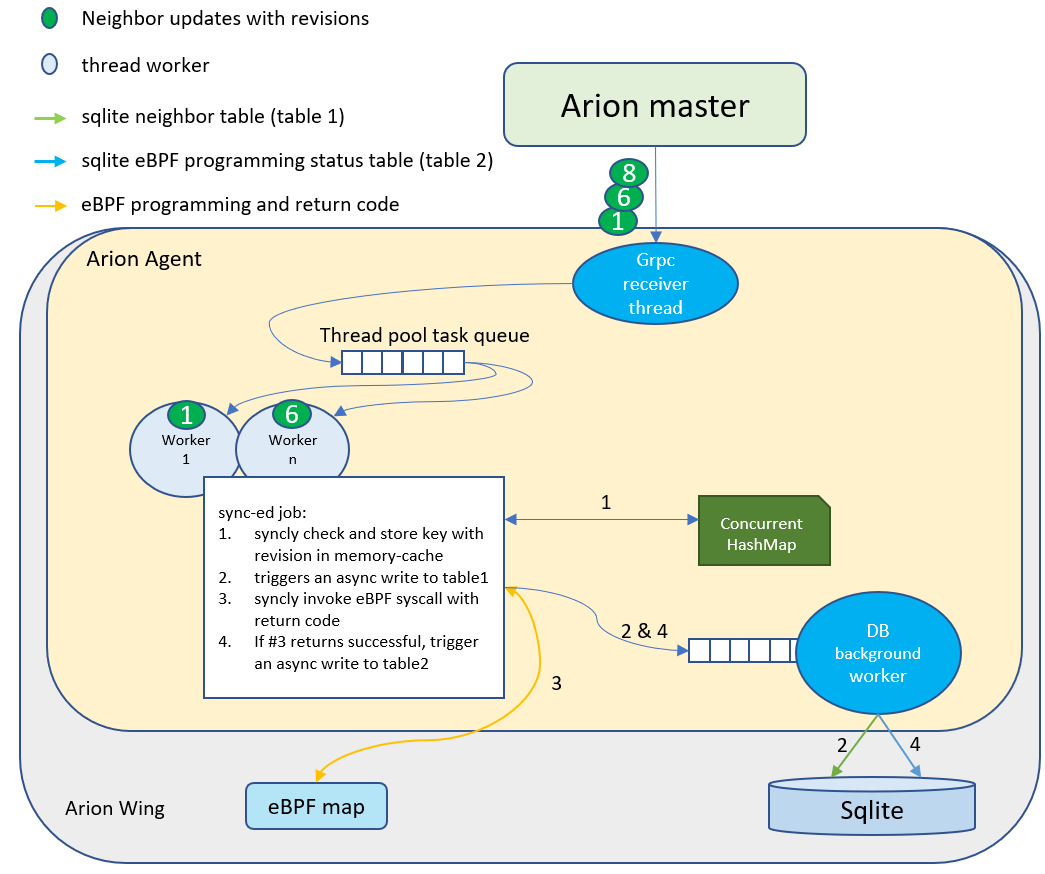 Neighbor updates with revisions
thread worker
sqlite neighbor table (table 1)
sqlite eBPF programming status table (table 2)
eBPF programming and return code
Arion master
8
6
1
Arion Agent
Grpc
receiver
thread
Thread pool task queue
1
6
Worker
1
Worker
n
sync-ed job:
1. syncly check and store key with
revision in memory-cache
2. triggers an async write to table1
3. syncly invoke eBPF syscall with
return code
4. If #3 returns successful, trigger
an async write to table2
1
Concurrent
HashMap
2 & 4
DB
background
worker
3
2
4
Arion Wing
eBPF map
Sqlite